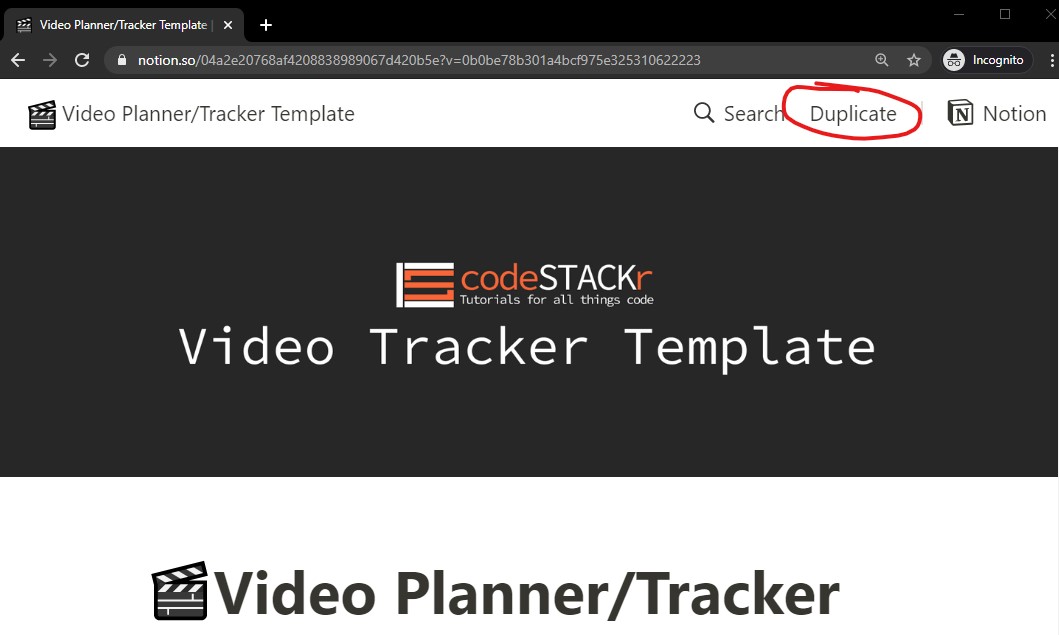 Video Planner/Tracker Template |
notion.so/04a2e20768af4208838989067d420b5e?v=0b0be78b301a4bcf975e325310622223
Incognito
Video Planner/Tracker Template
Search
Duplicate
Notion
codeSTACKr
Tutorials for all things code
Video Tracker Template
Video Planner/Tracker